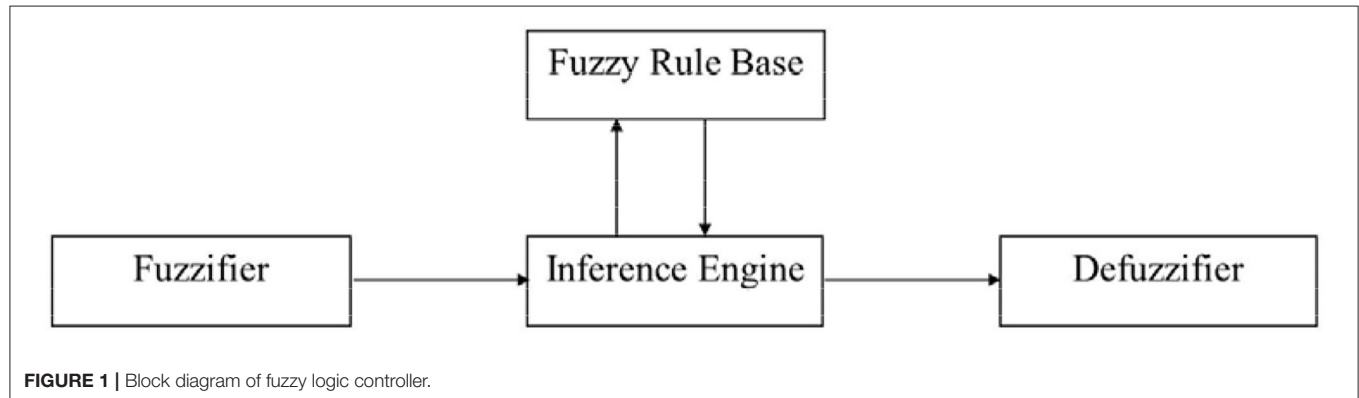 Fuzzy Rule Base
Fuzzifier
Inference Engine
Defuzzifier
FIGURE 1 | Block diagram of fuzzy logic controller.